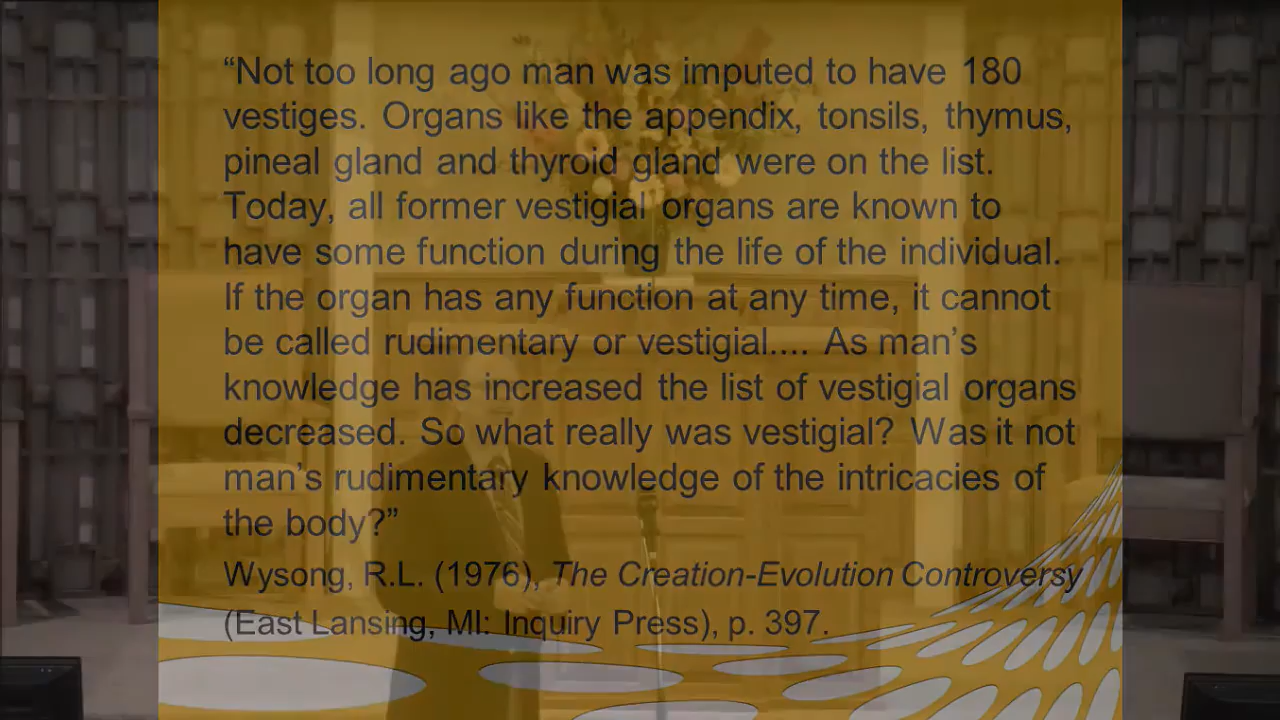 “Not too long ago man was imputed to have 180
vestiges. Organs like the appendix, tonsils, thymus,
pineal gland and thyroid gland were on the list.
Today, all former vestigial organs are known to
have some function during the life of the individual.
If the organ has any function at any time, it cannot
be called rudimentary or vestigial.... As man’s
knowledge has increased the list of vestigial organs
decreased. So what really was vestigial? Was it not
man’s rudimentary knowledge of the intricacies of
the body?”
Wysong, R.L. (1976), The Creation-Evolution Controversy
(East Lansing, MI: Inquiry Press), p. 397.